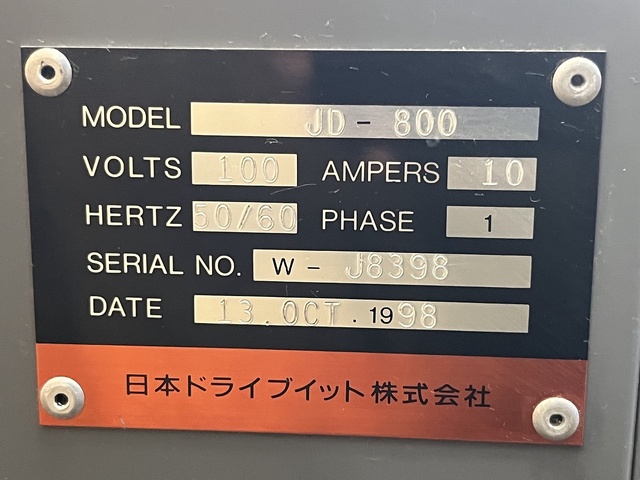 MODEL JD - 800
VOLTS 100 AMPERS 10
HERTZ 50/60 PHASE 1
SERIAL NO. W - J8398
DATE 13 . OCT . 1998
日本ドライブイット株式会社